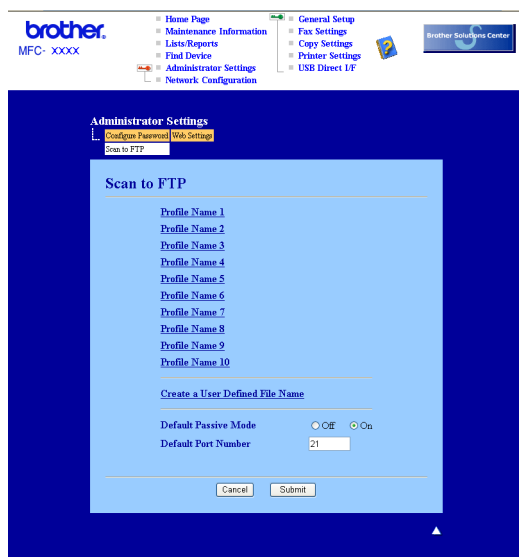 brother.
MFC- XXXX
Home Page
Maintenance Information
Lists/Reports
Find Device
Administrator Settings
Network Configuration
General Setup
Fax Settings
Copy Settings
Printer Settings
USB Direct I/F
Brother Solutions Center
Administrator Settings
Configure Password Web Settings
Scan to FTP
Scan to FTP
Profile Name 1
Profile Name 2
Profile Name 3
Profile Name 4
Profile Name 5
Profile Name 6
Profile Name 7
Profile Name 8
Profile Name 9
Profile Name 10
Create a User Defined File Name
Default Passive Mode Off On
Default Port Number 21
Cancel Submit